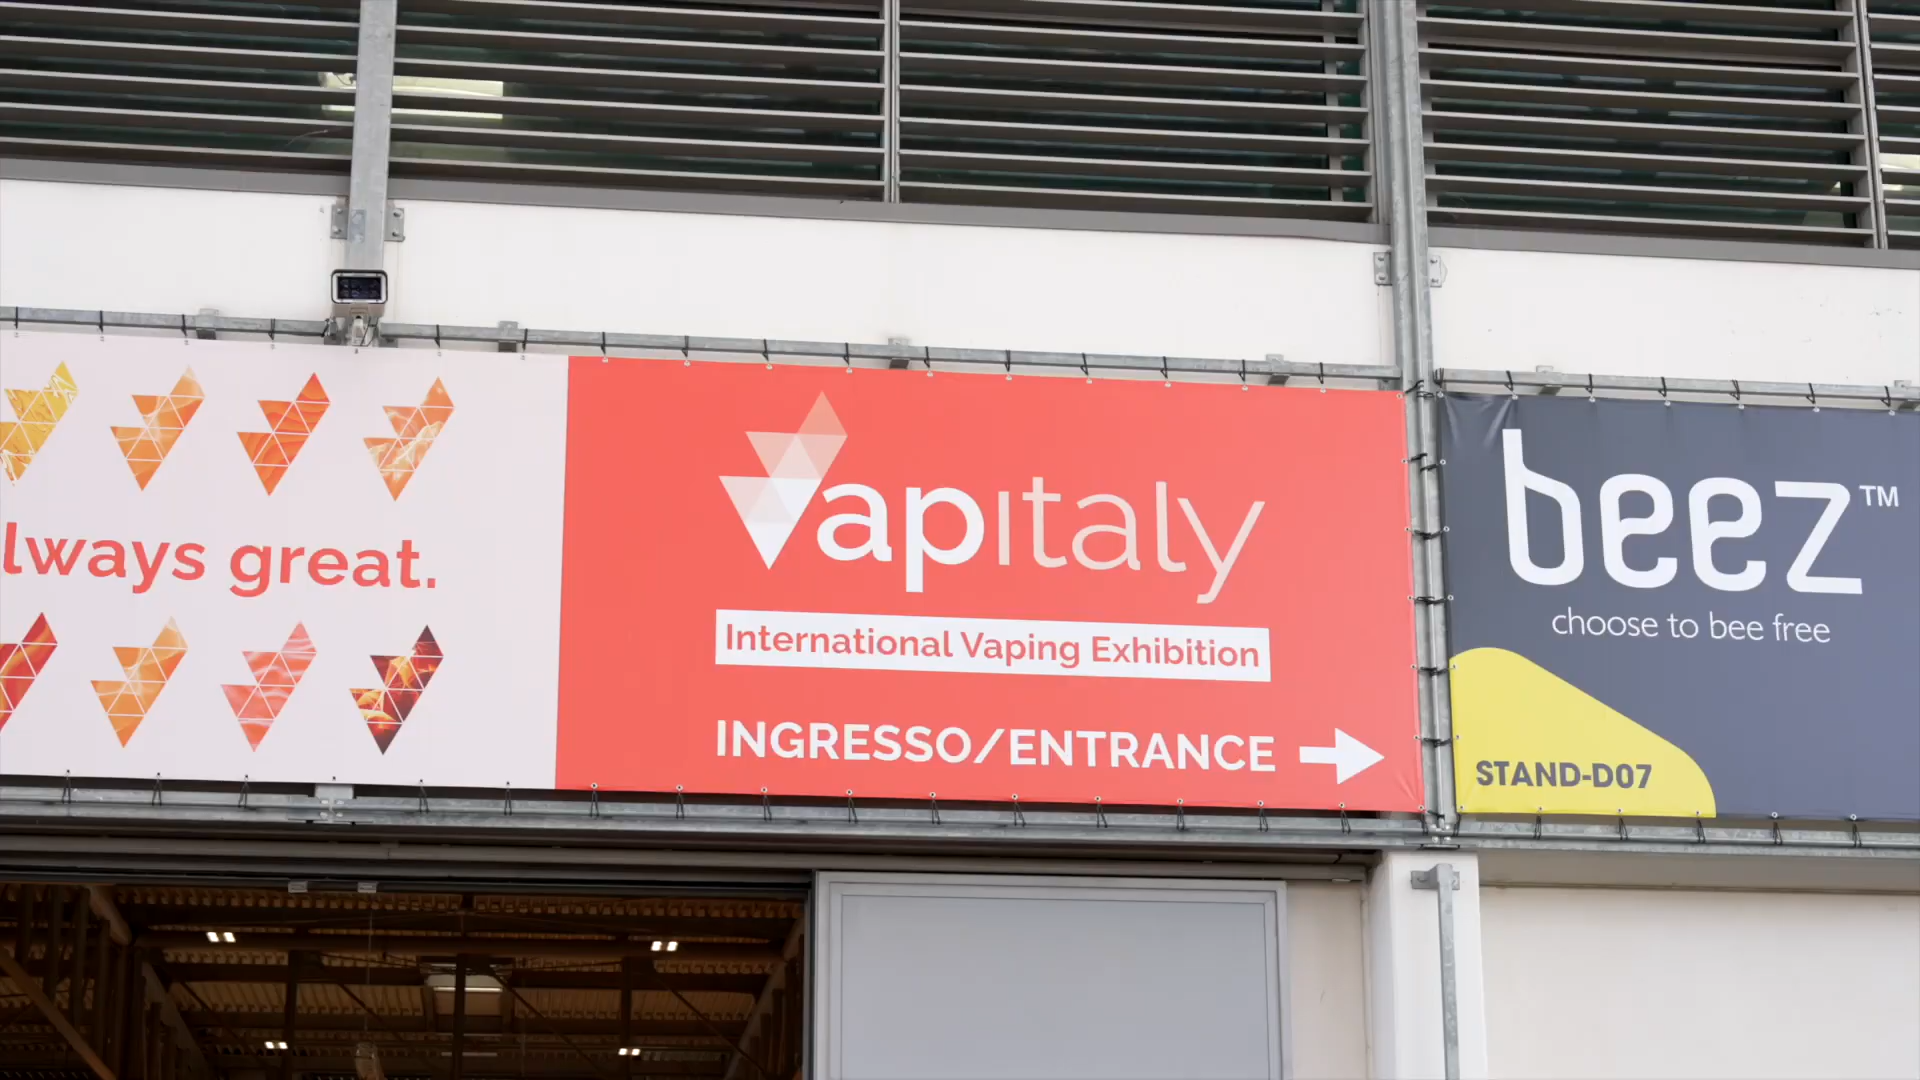 lways great.
Vapitaly
International Vaping Exhibition
INGRESSO/ENTRANCE
beez™
choose to bee free
STAND-D07